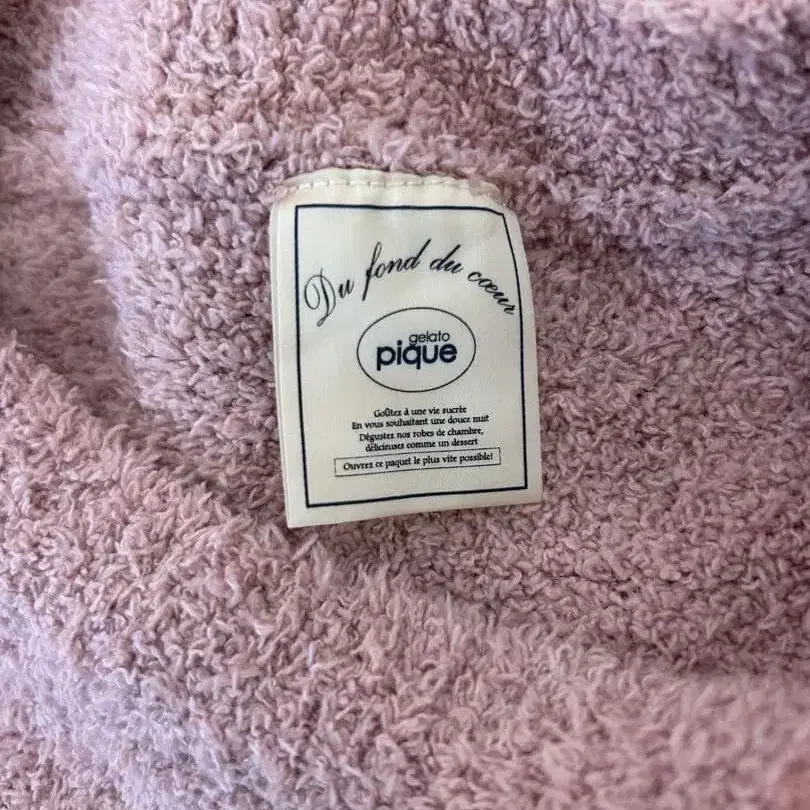 Du fond du cœur
gelato
pique
Goûtez à une vie sucrée
En vous souhaitant une douce nuit
Dégustez nos robes de chambre,
délicieuses comme un dessert
Ouvrez ce paquet le plus vite possible!